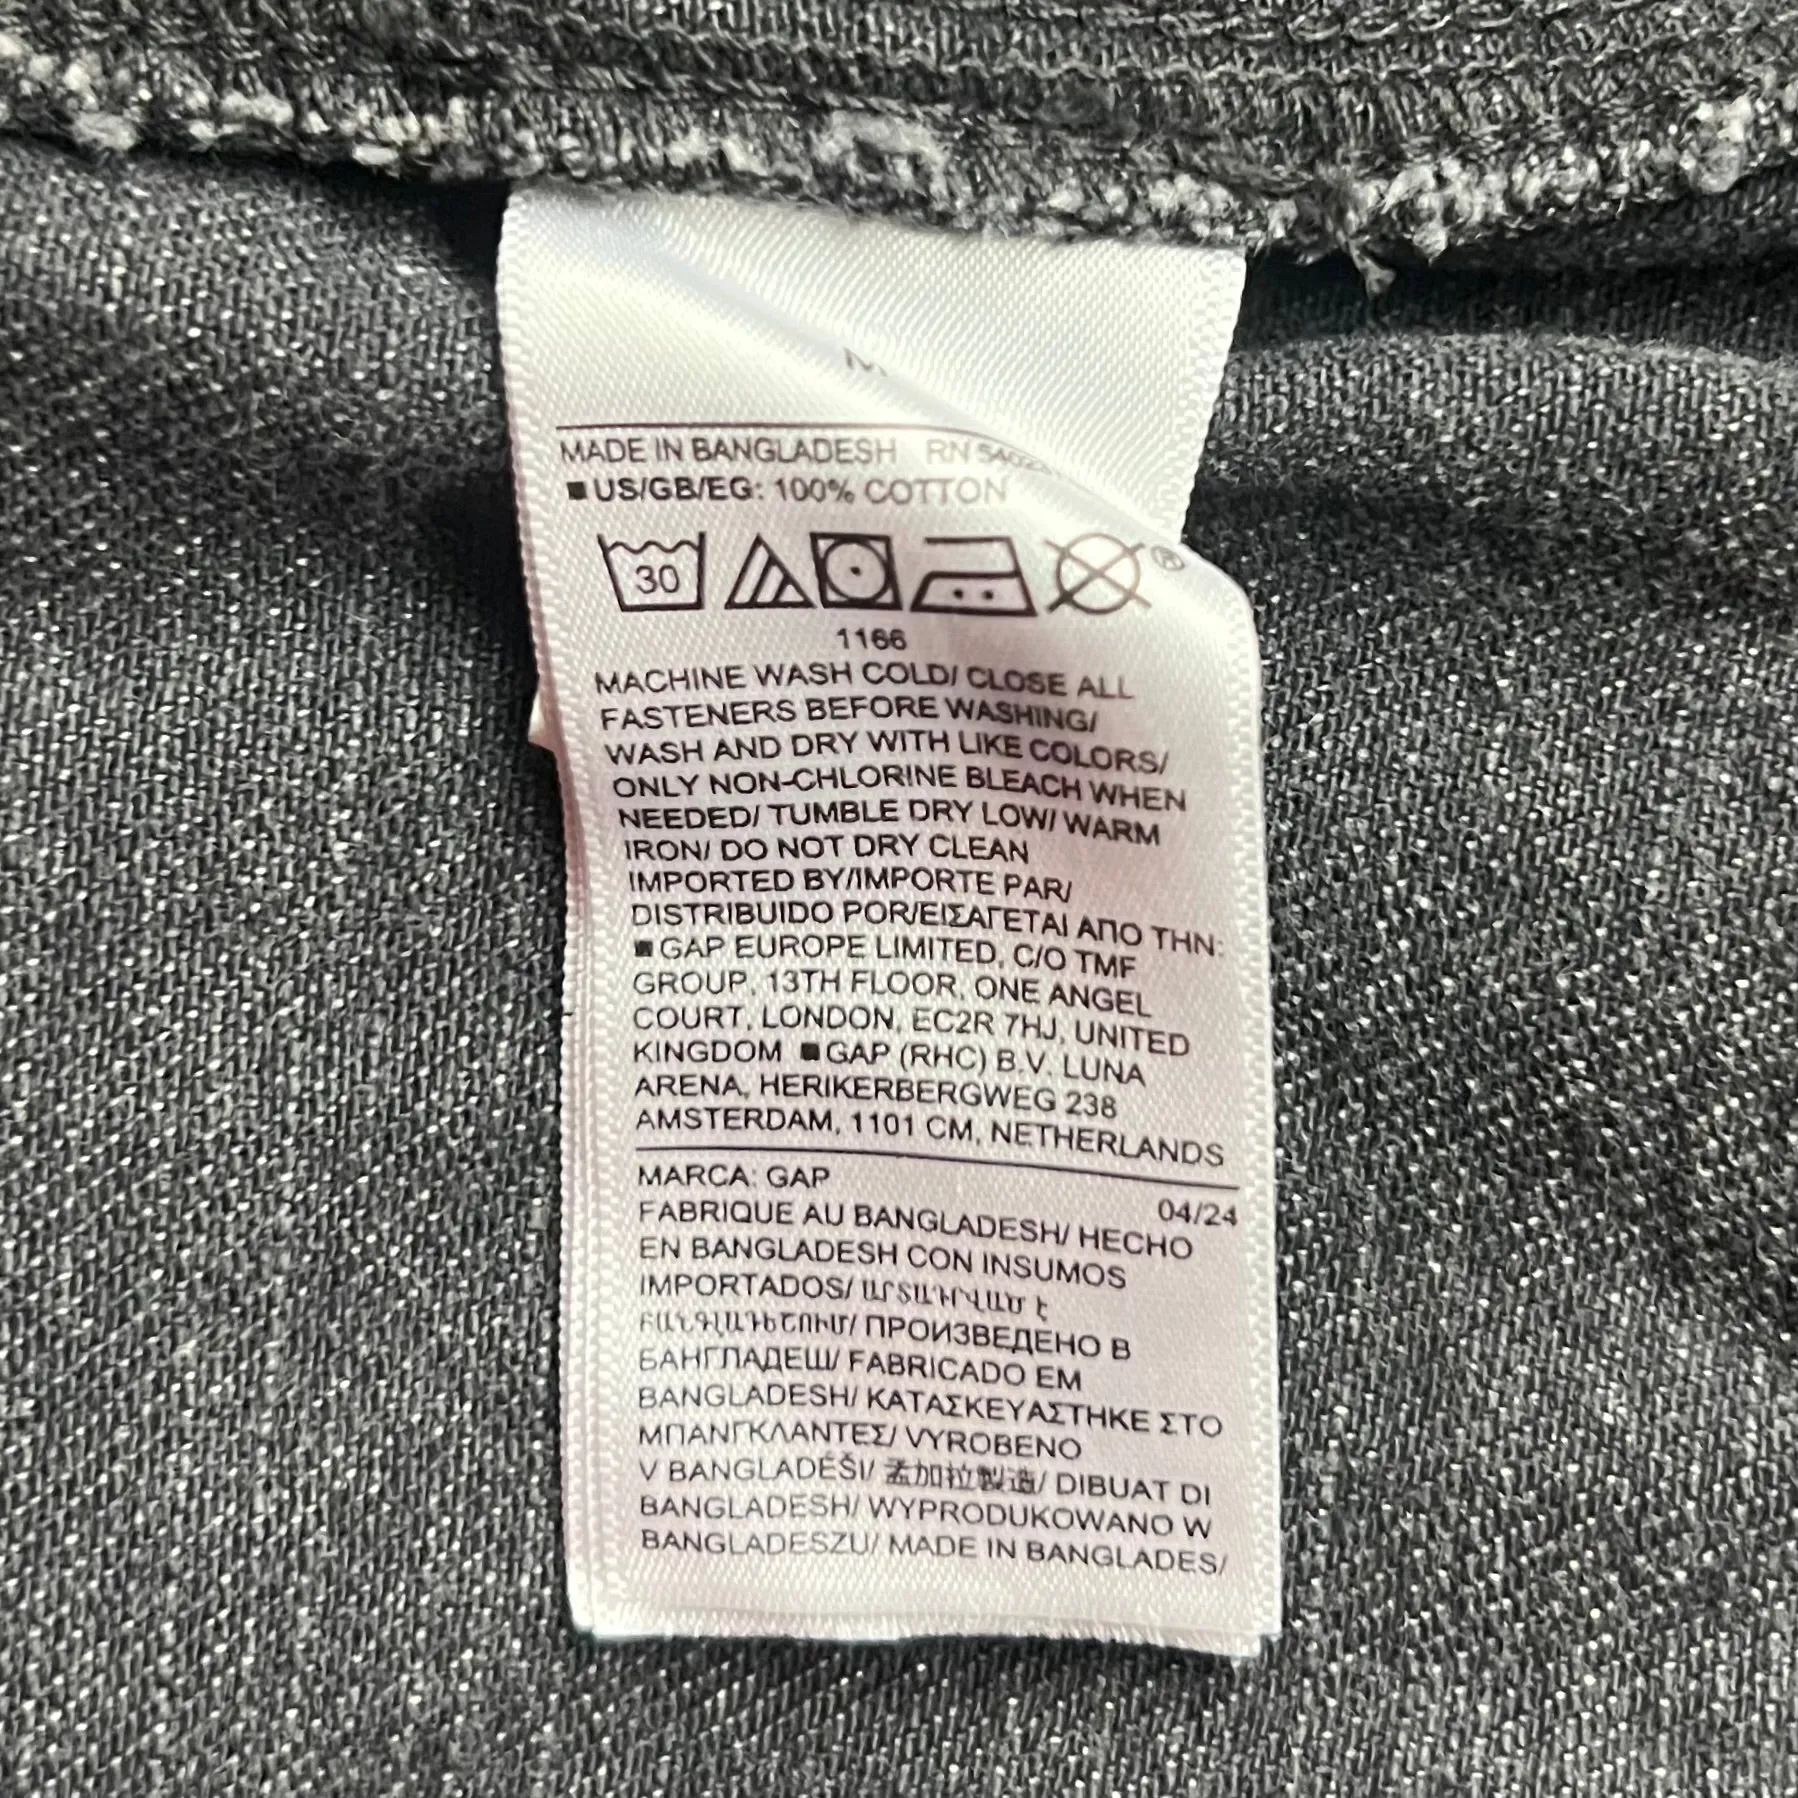 M
MADE IN BANGLADESH RN
■ US/GB/EG: 100% COTTON
30
®
1166
MACHINE WASH COLD/ CLOSE ALL
FASTENERS BEFORE WASHING/
WASH AND DRY WITH LIKE COLORS/
ONLY NON-CHLORINE BLEACH WHEN
NEEDED/ TUMBLE DRY LOW/ WARM
IRON/ DO NOT DRY CLEAN
IMPORTED BY/IMPORTE PAR/
DISTRIBUIDO POR/ΕΙΣΑΓΕΤΑΙ ΑΠΟ ΤΗΝ:
■ GAP EUROPE LIMITED, C/O TMF
GROUP, 13TH FLOOR, ONE ANGEL
COURT, LONDON, EC2R 7HJ, UNITED
KINGDOM ■ GAP (RHC) B.V. LUNA
ARENA, HERIKERBERGWEG 238
AMSTERDAM, 1101 CM, NETHERLANDS
MARCA: GAP
04/24
FABRIQUE AU BANGLADESH/ HECHO
EN BANGLADESH CON INSUMOS
IMPORTADOS/ ԱՐՏԱԴՐՎԱԾ Է
ԲԱՆԳԼԱԴԵՇՈՒՄ/ ПРОИЗВЕДЕНО В
БАНГЛАДЕШ/ FABRICADO EM
BANGLADESH/ ΚΑΤΑΣΚΕΥΑΣΤΗΚΕ ΣΤΟ
ΜΠΑΝΓΚΛΑΝΤΕΣ/ VYROBENO
V BANGLADÉŠI/ 孟加拉製造/ DIBUAT DI
BANGLADESH/ WYPRODUKOWANO W
BANGLADESZU/ MADE IN BANGLADES/